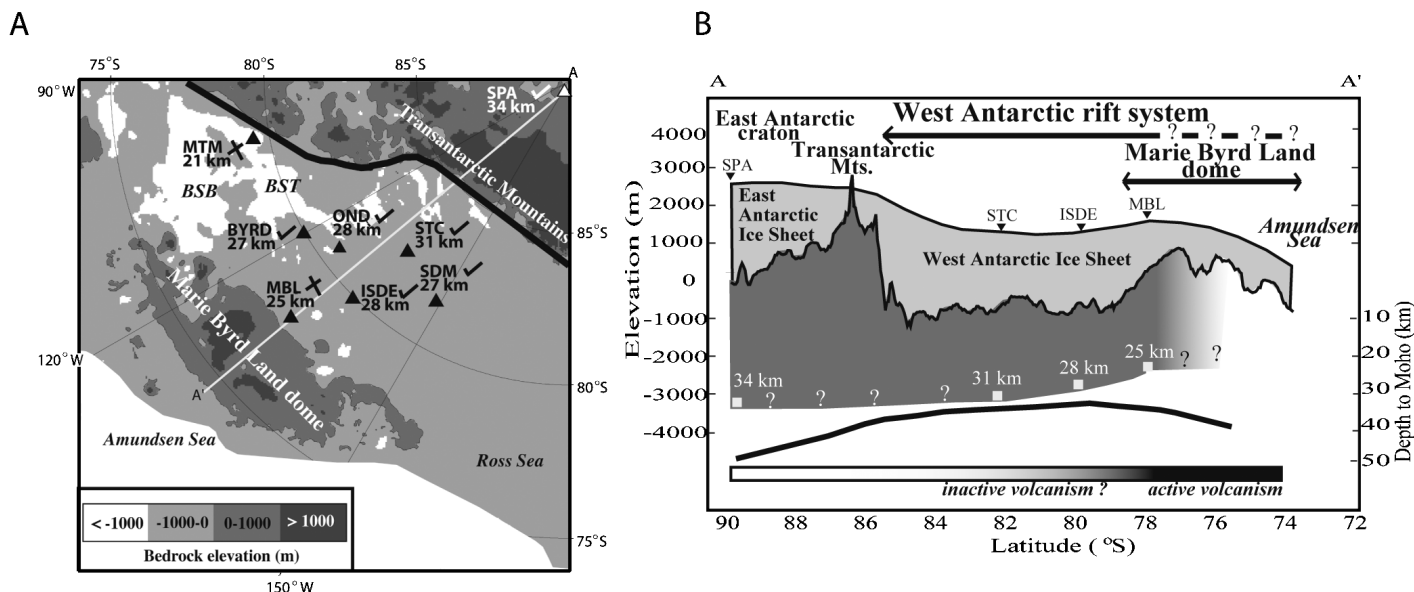 A
B
75°S
80°S
85°S
A
90°W
SPA
34 km
MTM
21 km
BSB
BST
Transantarctic Mountains
OND
28 km
BYRD
27 km
STC
31 km
85°S
SDM
27 km
MBL
25 km
ISDE
28 km
Marie Byrd Land dome
120°W
A'
80°S
Amundsen Sea
Ross Sea
< -1000
-1000-0
0-1000
> 1000
Bedrock elevation (m)
75°S
150°W
A
A'
West Antarctic rift system
East Antarctic
craton
4000
? ? ? ?
Transantarctic
Mts.
Marie Byrd Land
dome
3000
SPA
2000
East
Antarctic
Ice Sheet
STC
ISDE
MBL
Amundsen
Sea
1000
West Antarctic Ice Sheet
0
Elevation (m)
-1000
10
-2000
20
25 km
? ?
28 km
31 km
34 km
? ? ? ?
-3000
30
-4000
40
50
Depth to Moho (km)
inactive volcanism ?
active volcanism
90
88
86
84
82
80
78
76
74
72
Latitude ( °S)